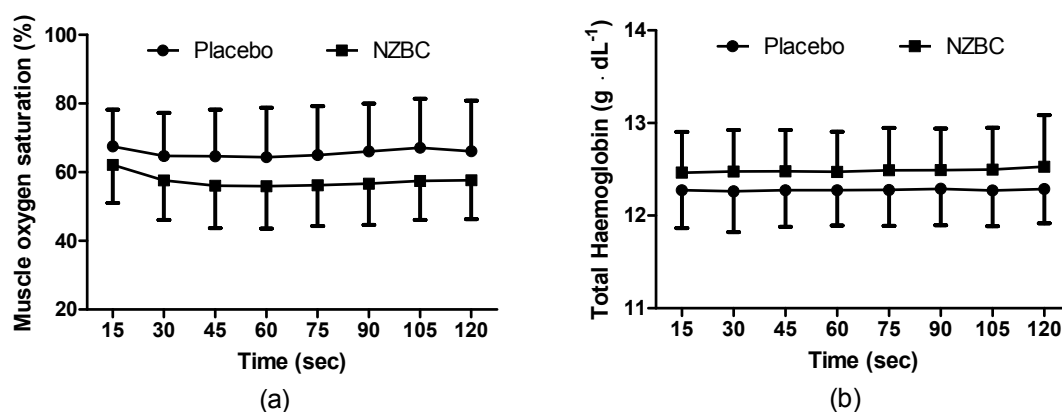 Muscle oxygen saturation (%)
100
80
60
40
20
Placebo NZBC
15 30 45 60 75 90 105 120
Time (sec)
(a)
Total Haemoglobin (g · dL⁻¹)
14
13
12
11
Placebo NZBC
15 30 45 60 75 90 105 120
Time (sec)
(b)